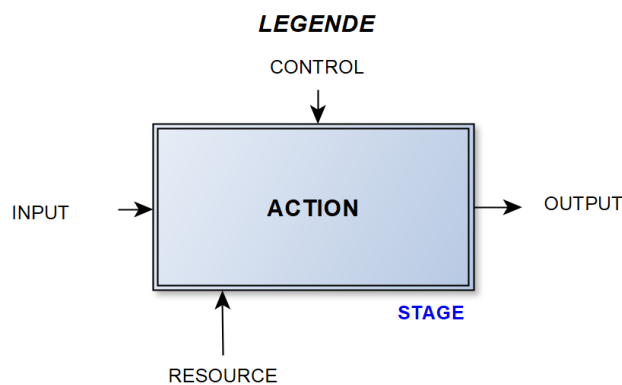 LEGENDE
CONTROL
INPUT
ACTION
OUTPUT
STAGE
RESOURCE